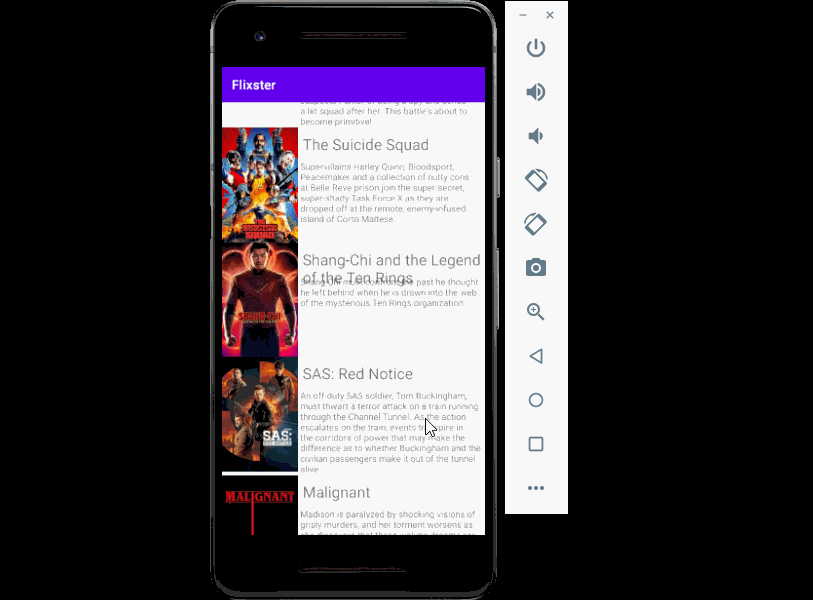 Flixster
a hit squad after her. This battle's about to
become primitive!
The Suicide Squad
Supervillains Harley Quinn, Bloodsport,
Peacemaker and a collection of nutty cons
at Belle Reve prison join the super-secret,
super-shady Task Force X as they are
dropped off at the remote, enemy-infused
island of Corto Maltese.
THE
SUICIDE
SQUAD
Shang-Chi and the Legend
of the Ten Rings
Shang-Chi must confront the past he thought
he left behind when he is drawn into the web
of the mysterious Ten Rings organization
SHANG-CHI
SAS: Red Notice
An off-duty SAS soldier, Tom Buckingham,
must thwart a terror attack on a train running
through the Channel Tunnel. As the action
escalates on the train, events in
the corridors of power that may make the
difference as to whether Buckingham and the
civilian passengers make it out of the tunnel
alive
SAS:
MALIGNANT
Malignant
Madison is paralyzed by shocking visions of
grisly murders, and her torment worsens as